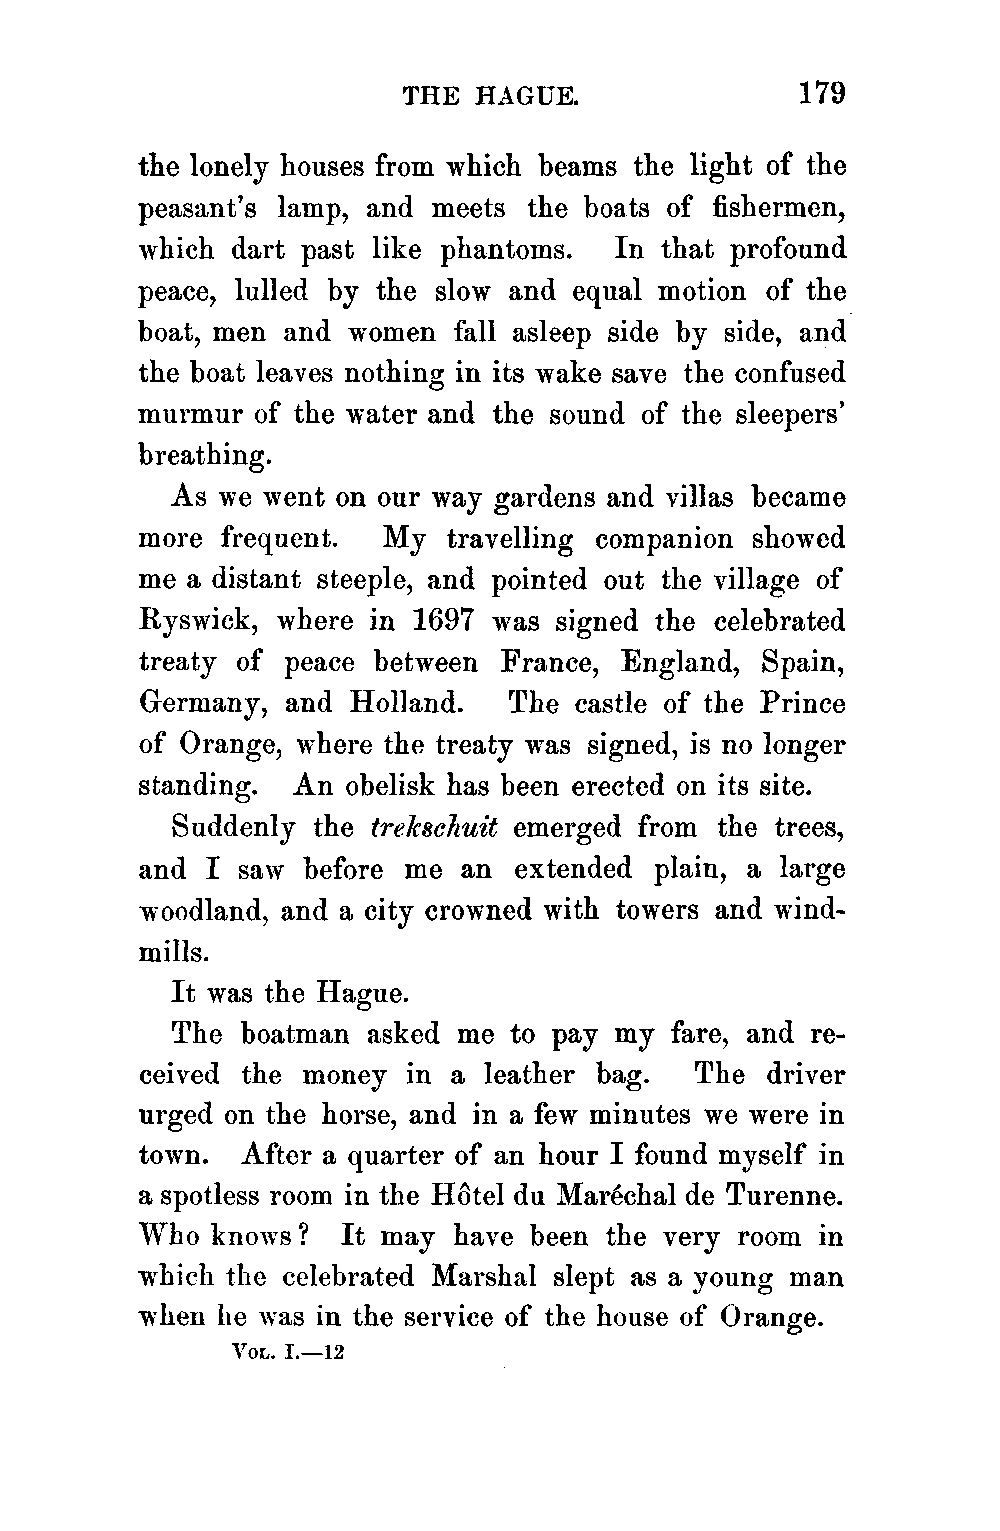 THE HAGUE. 179
the lonely houses from which beams the light of the
peasant's lamp, and meets the boats of fishermen,
which dart past like phantoms. In that profound
peace, lulled by the slow and equal motion of the
boat, men and women fall asleep side by side, and
the boat leaves nothing in its wake save the confused
murmur of the water and the sound of the sleepers'
breathing.
As we went on our way gardens and villas became
more frequent. My travelling companion showed
me a distant steeple, and pointed out the village of
Ryswick, where in 1697 was signed the celebrated
treaty of peace between France, England, Spain,
Germany, and Holland. The castle of the Prince
of Orange, where the treaty was signed, is no longer
standing. An obelisk has been erected on its site.
Suddenly the trekschuit emerged from the trees,
and I saw before me an extended plain, a large
woodland, and a city crowned with towers and wind-
mills.
It was the Hague.
The boatman asked me to pay my fare, and re-
ceived the money in a leather bag. The driver
urged on the horse, and in a few minutes we were in
town. After a quarter of an hour I found myself in
a spotless room in the Hôtel du Maréchal de Turenne.
Who knows? It may have been the very room in
which the celebrated Marshal slept as a young man
when he was in the service of the house of Orange.
VOL. I.—12